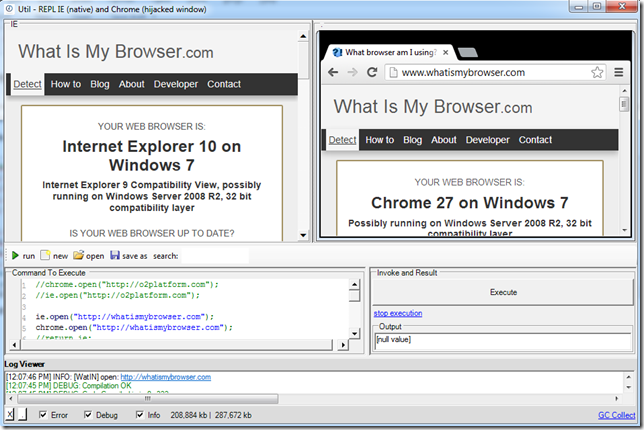 Util - REPL IE (native) and Chrome (hijacked window)
IE
What Is My Browser.com
Detect How to Blog About Developer Contact
YOUR WEB BROWSER IS:
Internet Explorer 10 on
Windows 7
Internet Explorer 9 Compatibility View, possibly
running on Windows Server 2008 R2, 32 bit
compatibility layer
IS YOUR WEB BROWSER UP TO DATE?
What browser am I using?
www.whatismybrowser.com
What Is My Browser.com
Detect How to Blog About Developer Contact
YOUR WEB BROWSER IS:
Chrome 27 on Windows 7
Possibly running on Windows Server 2008 R2, 32 bit
compatibility layer
run new open save as search:
Command To Execute
1 //chrome.open("http://o2platform.com");
2 //ie.open("http://o2platform.com");
3
4 ie.open("http://whatismybrowser.com");
5 chrome.open("http://whatismybrowser.com");
6 //return ie;
Invoke and Result
Execute
stop execution
Output
[null value]
Log Viewer
[12:07:46 PM] INFO: [WatIN] open: http://whatismybrowser.com
[12:07:45 PM] DEBUG: Compilation OK
X . Error Debug Info 208,884 kb | 287,672 kb GC Collect